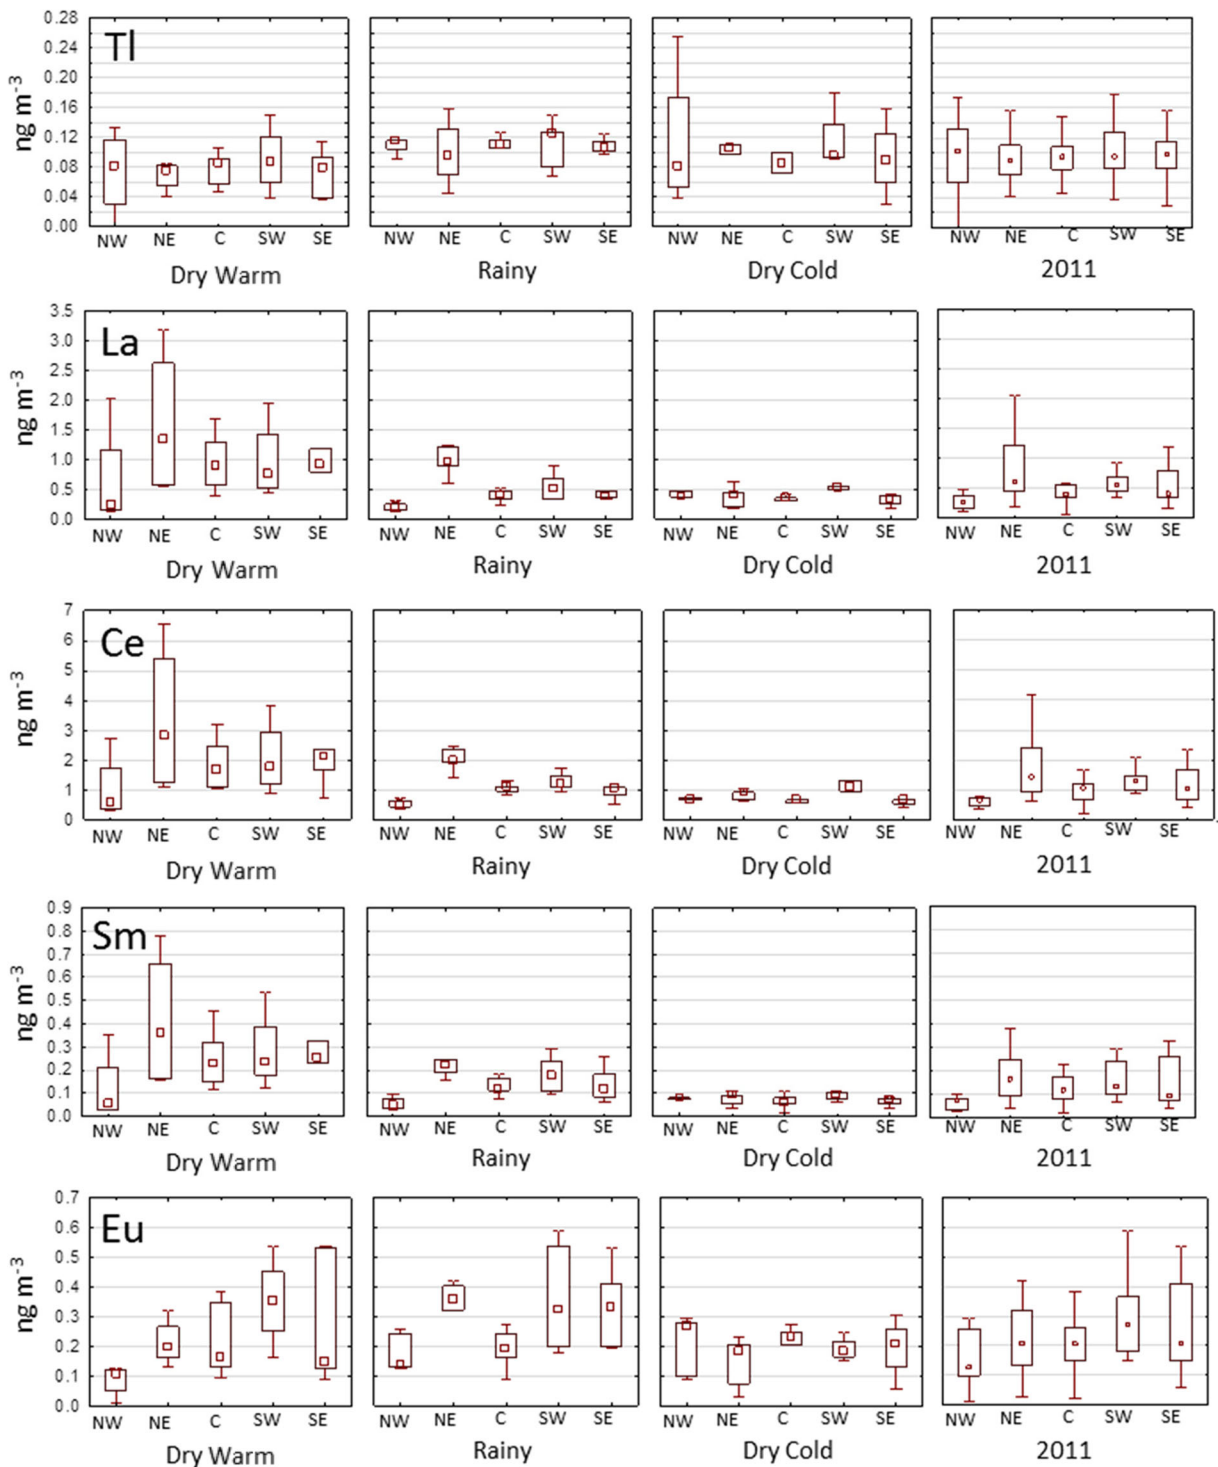 Tl
ng m-3
0.28
0.24
0.20
0.16
0.12
0.08
0.04
0.00
NW NE C SW SE
NW NE C SW SE
NW NE C SW SE
NW NE C SW SE
Dry Warm
Rainy
Dry Cold
2011
La
ng m-3
3.5
3.0
2.5
2.0
1.5
1.0
0.5
0.0
NW NE C SW SE
NW NE C SW SE
NW NE C SW SE
NW NE C SW SE
Dry Warm
Rainy
Dry Cold
2011
Ce
ng m-3
7
6
5
4
3
2
1
0
NW NE C SW SE
NW NE C SW SE
NW NE C SW SE
NW NE C SW SE
Dry Warm
Rainy
Dry Cold
2011
Sm
ng m-3
0.9
0.8
0.7
0.6
0.5
0.4
0.3
0.2
0.1
0.0
NW NE C SW SE
NW NE C SW SE
NW NE C SW SE
NW NE C SW SE
Dry Warm
Rainy
Dry Cold
2011
Eu
ng m-3
0.7
0.6
0.5
0.4
0.3
0.2
0.1
0.0
NW NE C SW SE
NW NE C SW SE
NW NE C SW SE
NW NE C SW SE
Dry Warm
Rainy
Dry Cold
2011